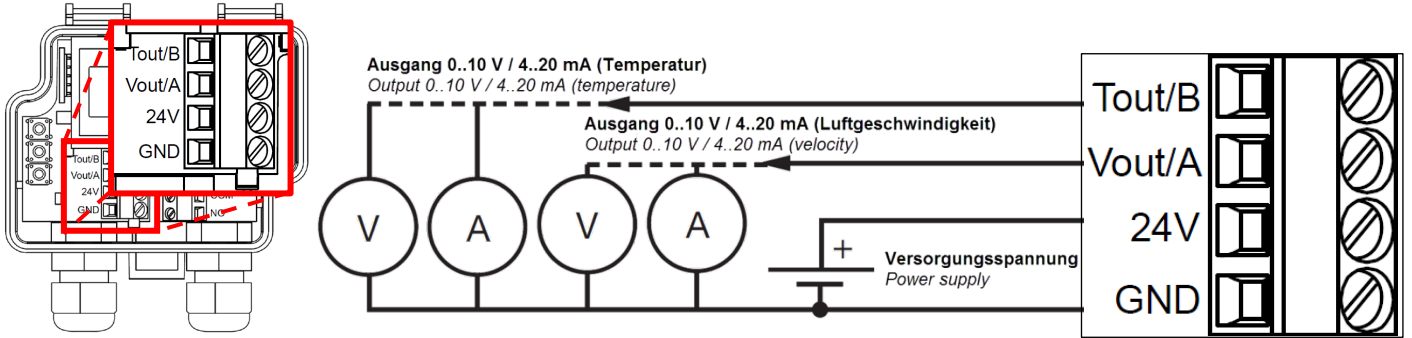 Tout/B
Vout/A
24V
GND
Tout/B
Vout/A
24V
GND
COM
NO
Ausgang 0..10 V / 4..20 mA (Temperatur)
Output 0..10 V / 4..20 mA (temperature)
Ausgang 0..10 V / 4..20 mA (Luftgeschwindigkeit)
Output 0..10 V / 4..20 mA (velocity)
V
A
V
A
+
Versorgungsspannung
Power supply
Tout/B
Vout/A
24V
GND